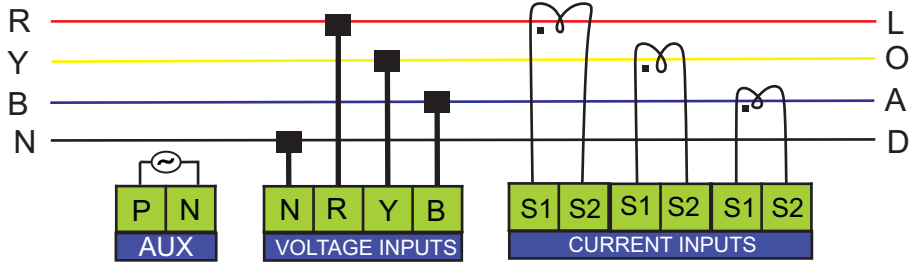 R L
Y O
B A
N D
P N N R Y B S1 S2 S1 S2 S1 S2
AUX VOLTAGE INPUTS CURRENT INPUTS